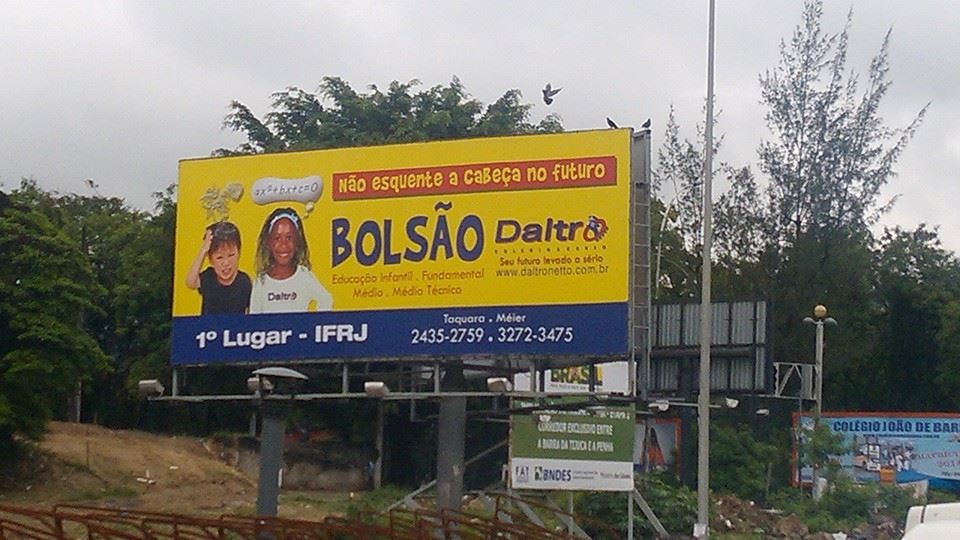 ax²+bx+c=0
Não esquente a cabeça no futuro
BOLSÃO
Daltro
Seu futuro levado a sério
www.daltronetto.com.br
Educação Infantil . Fundamental
Médio . Médio Técnico
Daltro
1º Lugar - IFRJ
Taquara . Méier
2435-2759 . 3272-3475
CORREDOR EXCLUSIVO ENTRE
A BARRA DA TIJUCA E A PENHA
FAT
BNDES
COLÉGIO JOÃO DE BAR